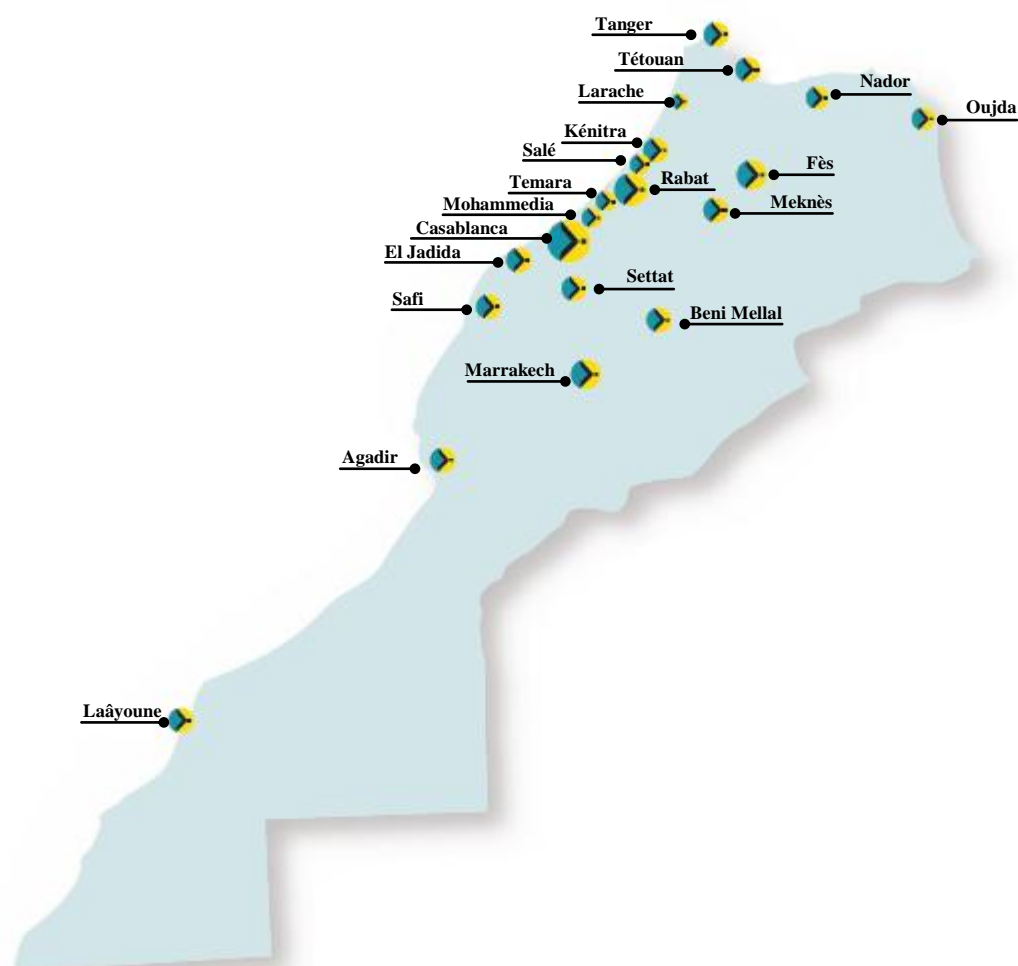 Tanger
Tétouan
Larache
Nador
Oujda
Kénitra
Salé
Fès
Temara
Rabat
Mohammedia
Meknès
Casablanca
El Jadida
Settat
Safi
Beni Mellal
Marrakech
Agadir
Laâyoune